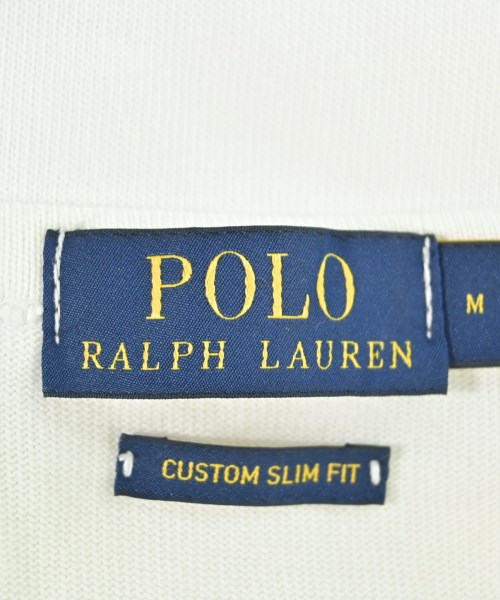 POLO
RALPH LAUREN
M
CUSTOM SLIM FIT